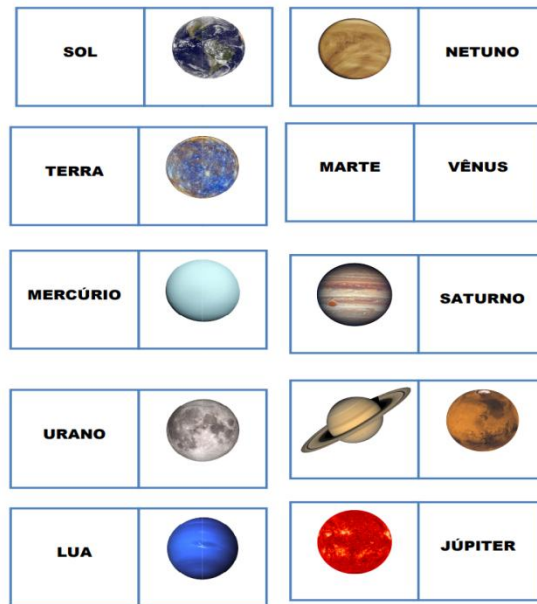 SOL
NETUNO
TERRA
MARTE
VÊNUS
MERCÚRIO
SATURNO
URANO
LUA
JÚPITER